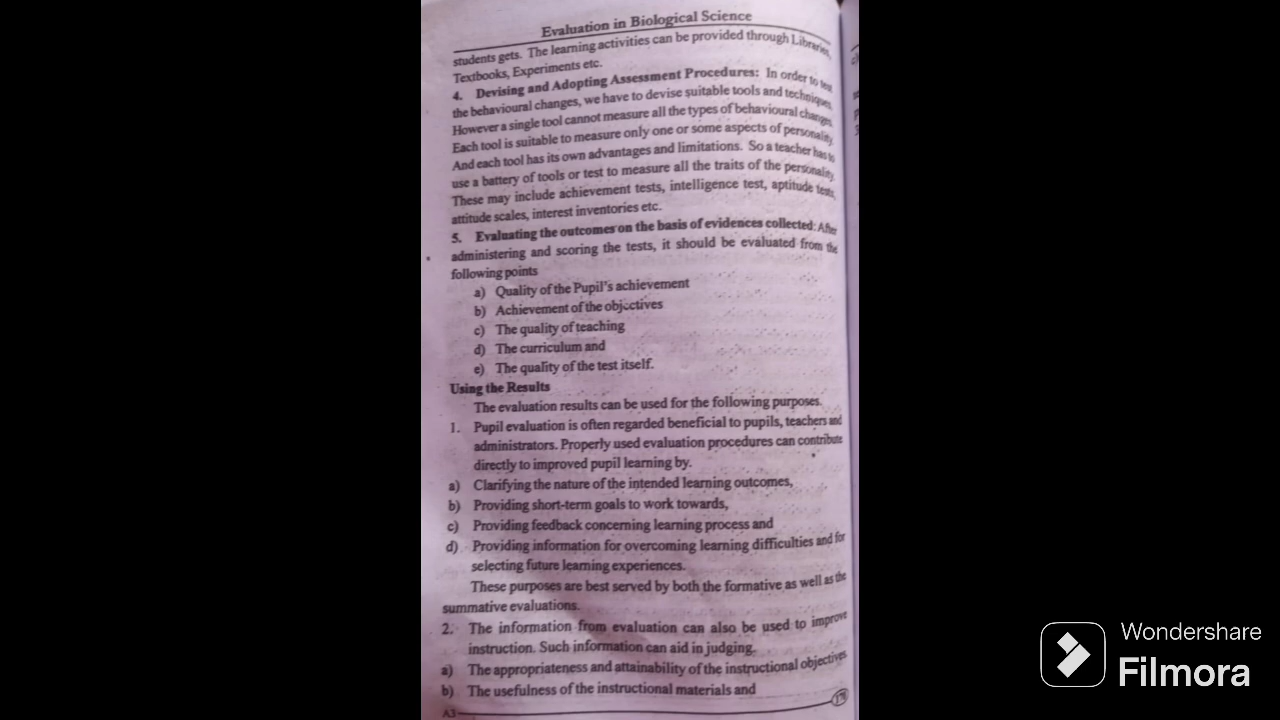 Evaluation in Biological Science
students gets. The learning activities can be provided through Libraries,
Textbooks, Experiments etc.
4. Devising and Adopting Assessment Procedures: In order to test
the behavioural changes, we have to devise suitable tools and techniques.
However a single tool cannot measure all the types of behavioural changes.
Each tool is suitable to measure only one or some aspects of personality.
And each tool has its own advantages and limitations. So a teacher has to
use a battery of tools or test to measure all the traits of the personality.
These may include achievement tests, intelligence test, aptitude tests,
attitude scales, interest inventories etc.
5. Evaluating the outcomes on the basis of evidences collected: After
administering and scoring the tests, it should be evaluated from the
following points
a) Quality of the Pupil's achievement
b) Achievement of the objectives
c) The quality of teaching
d) The curriculum and
e) The quality of the test itself.
Using the Results
The evaluation results can be used for the following purposes.
1. Pupil evaluation is often regarded beneficial to pupils, teachers and
administrators. Properly used evaluation procedures can contribute
directly to improved pupil learning by.
a) Clarifying the nature of the intended learning outcomes,
b) Providing short-term goals to work towards,
c) Providing feedback concerning learning process and
d) Providing information for overcoming learning difficulties and for
selecting future learning experiences.
These purposes are best served by both the formative as well as the
summative evaluations.
2. The information from evaluation can also be used to improve
instruction. Such information can aid in judging.
a) The appropriateness and attainability of the instructional objectives
b) The usefulness of the instructional materials and
A3
Wondershare
Filmora